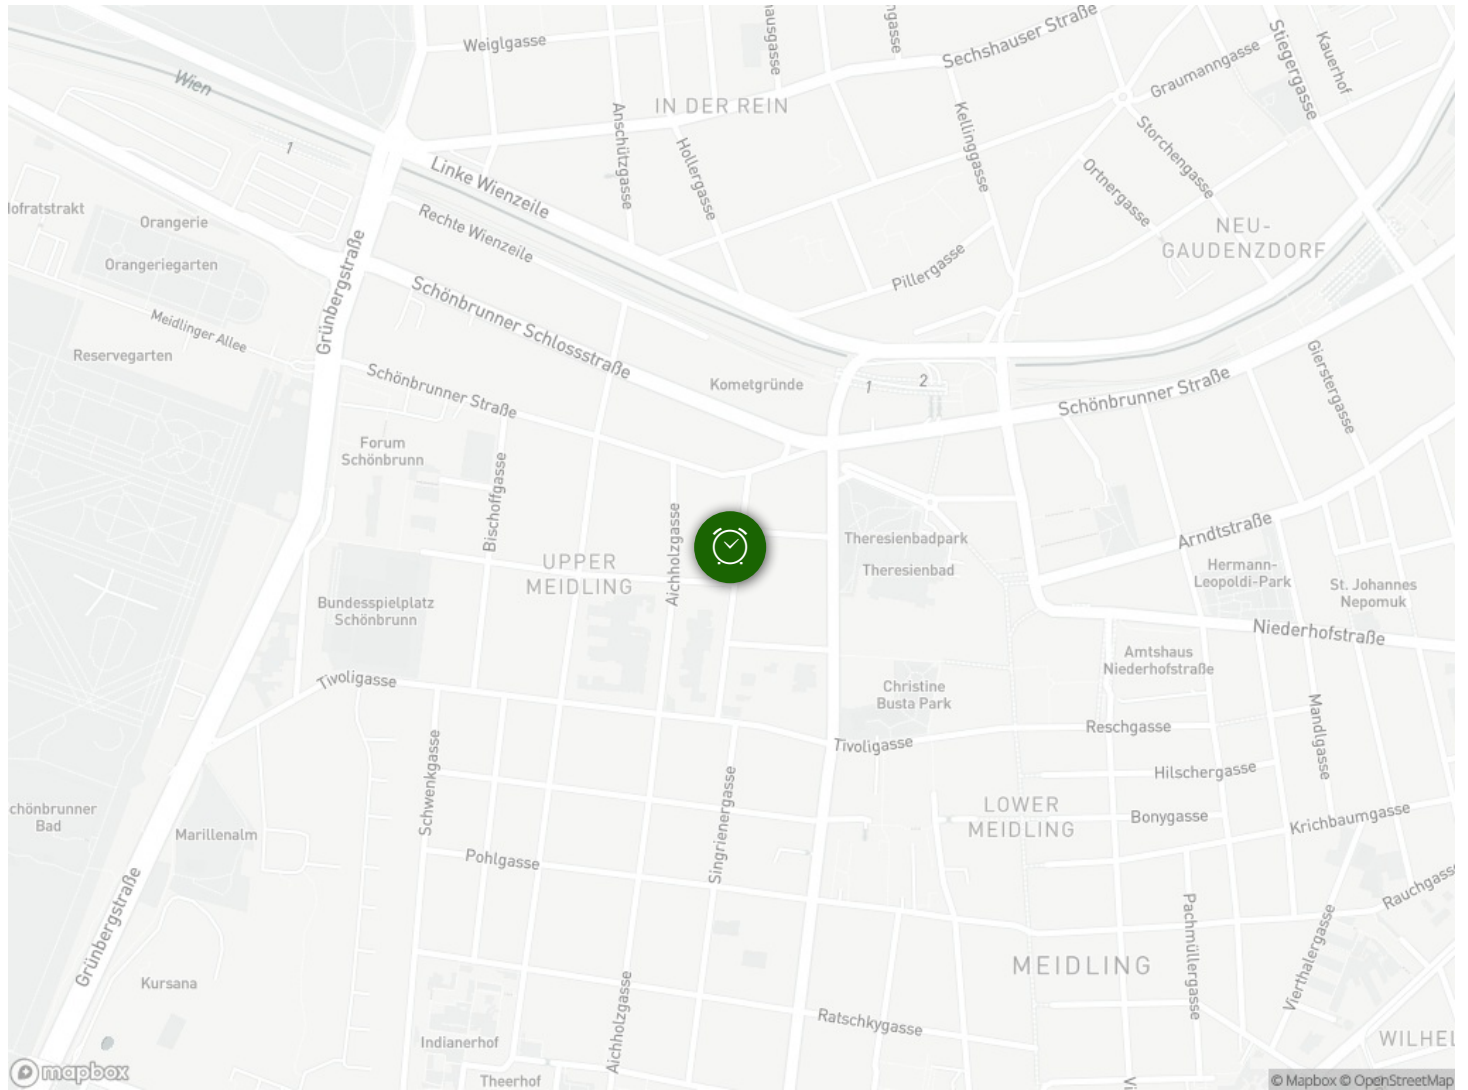 Weiglgasse
Sechshauser Straße
Stiegergasse
Kauerhof
Graumanngasse
Wien
IN DER REIN
Anschützgasse
Hollergasse
Kellinggasse
Storchengasse
Ortnergasse
1
Linke Wienzeile
Rechte Wienzeile
Orangerie
Orangeriegarten
NEU-
GAUDENZDORF
Pillergasse
Grünbergstraße
Schönbrunner Schlossstraße
Meidlinger Allee
Reservegarten
Schönbrunner Straße
Kometgründe
1
2
Schönbrunner Straße
Gierstergasse
Forum
Schönbrunn
Bischoffgasse
Aichholzgasse
UPPER
MEIDLING
Theresienbadpark
Theresienbad
Arndtstraße
Hermann-
Leopoldi-Park
St. Johannes
Nepomuk
Bundesspielplatz
Schönbrunn
Niederhofstraße
Amtshaus
Niederhofstraße
Tivoligasse
Christine
Busta Park
Mandlgasse
Tivoligasse
Reschgasse
Schwenkgasse
Singrienergasse
Hilschergasse
LOWER
MEIDLING
Bonygasse
Krichbaumgasse
chönbrunner
Bad
Marillenalm
Pohlgasse
Rauchgasse
Pachmüllergasse
Vierthalergasse
Grünbergstraße
MEIDLING
Kursana
Aichholzgasse
Ratschkygasse
Indianerhof
WILHEL
Theerhof
mapbox
© Mapbox © OpenStreetMap